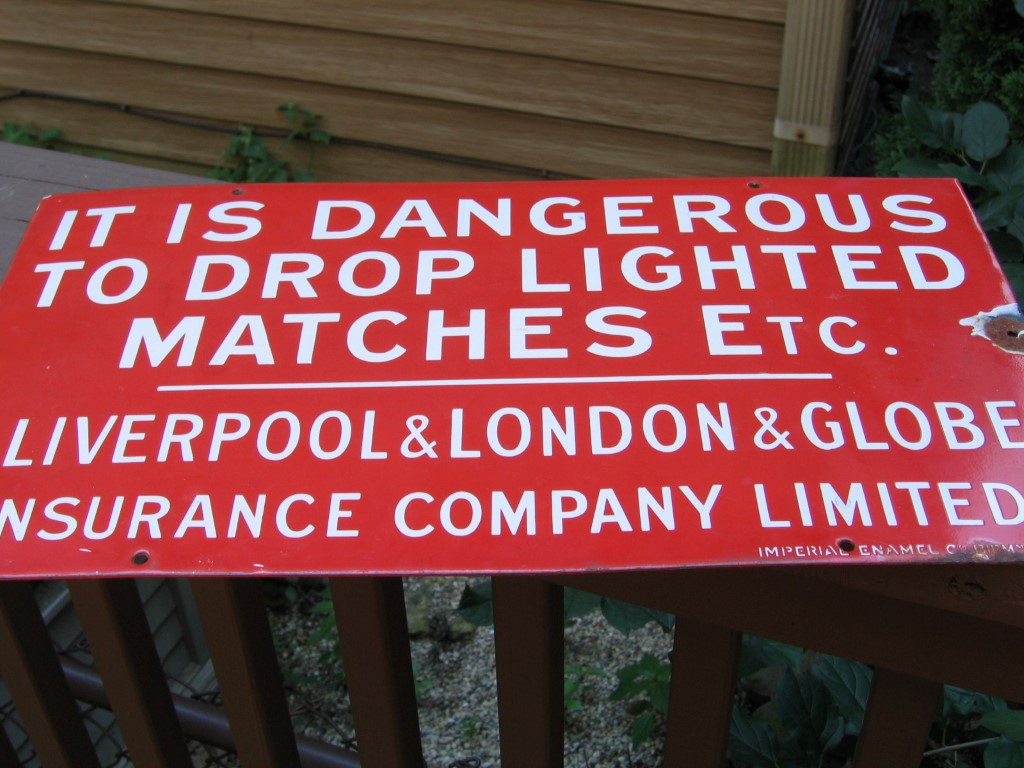 IT IS DANGEROUS
TO DROP LIGHTED
MATCHES ETC.
LIVERPOOL & LONDON & GLOBE
NSURANCE COMPANY LIMITED
IMPERIAL ENAMEL